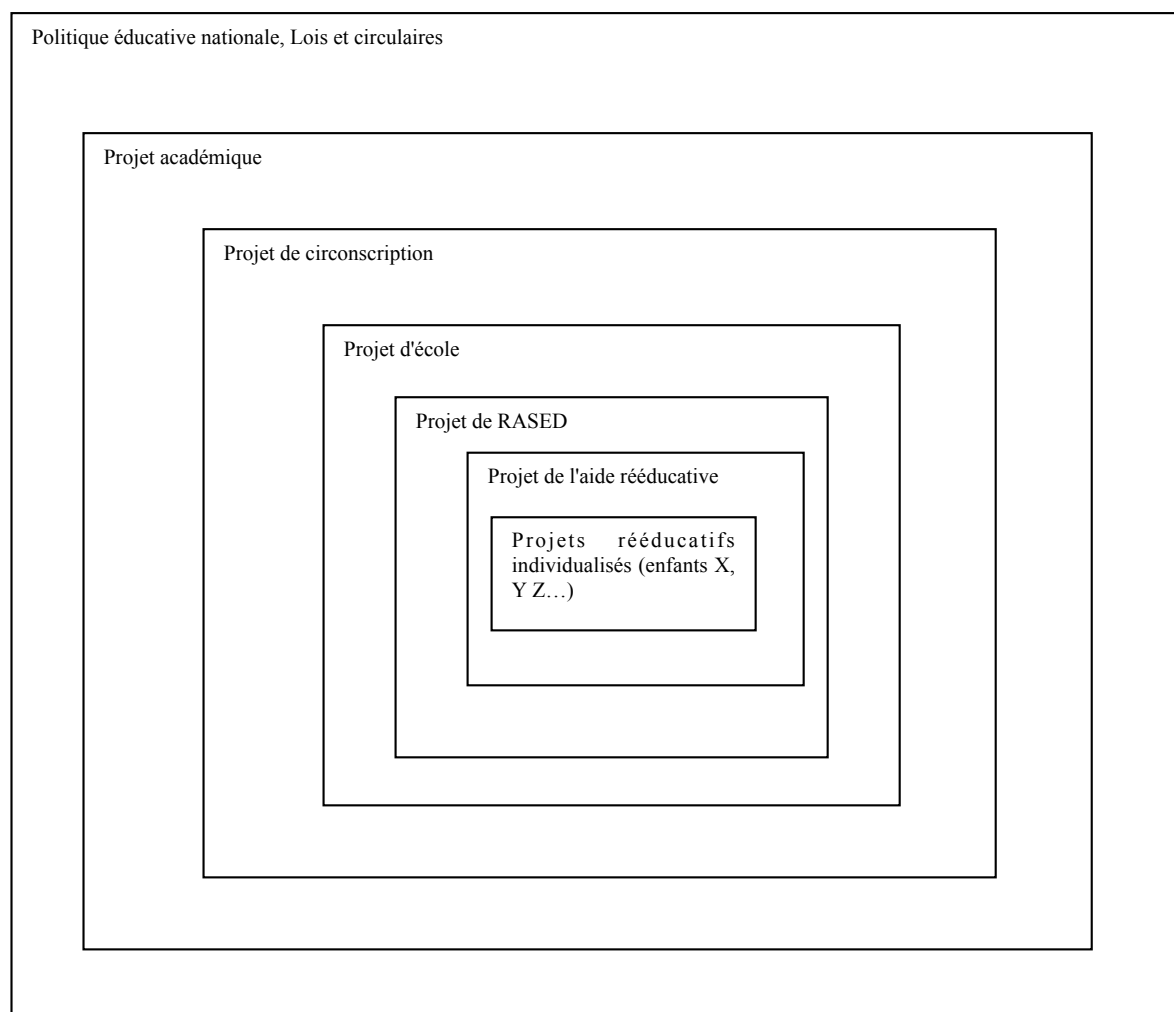 Politique éducative nationale, Lois et circulaires
Projet académique
Projet de circonscription
Projet d'école
Projet de RASED
Projet de l'aide rééducative
Projets rééducatifs
individualisés (enfants X,
Y Z…)